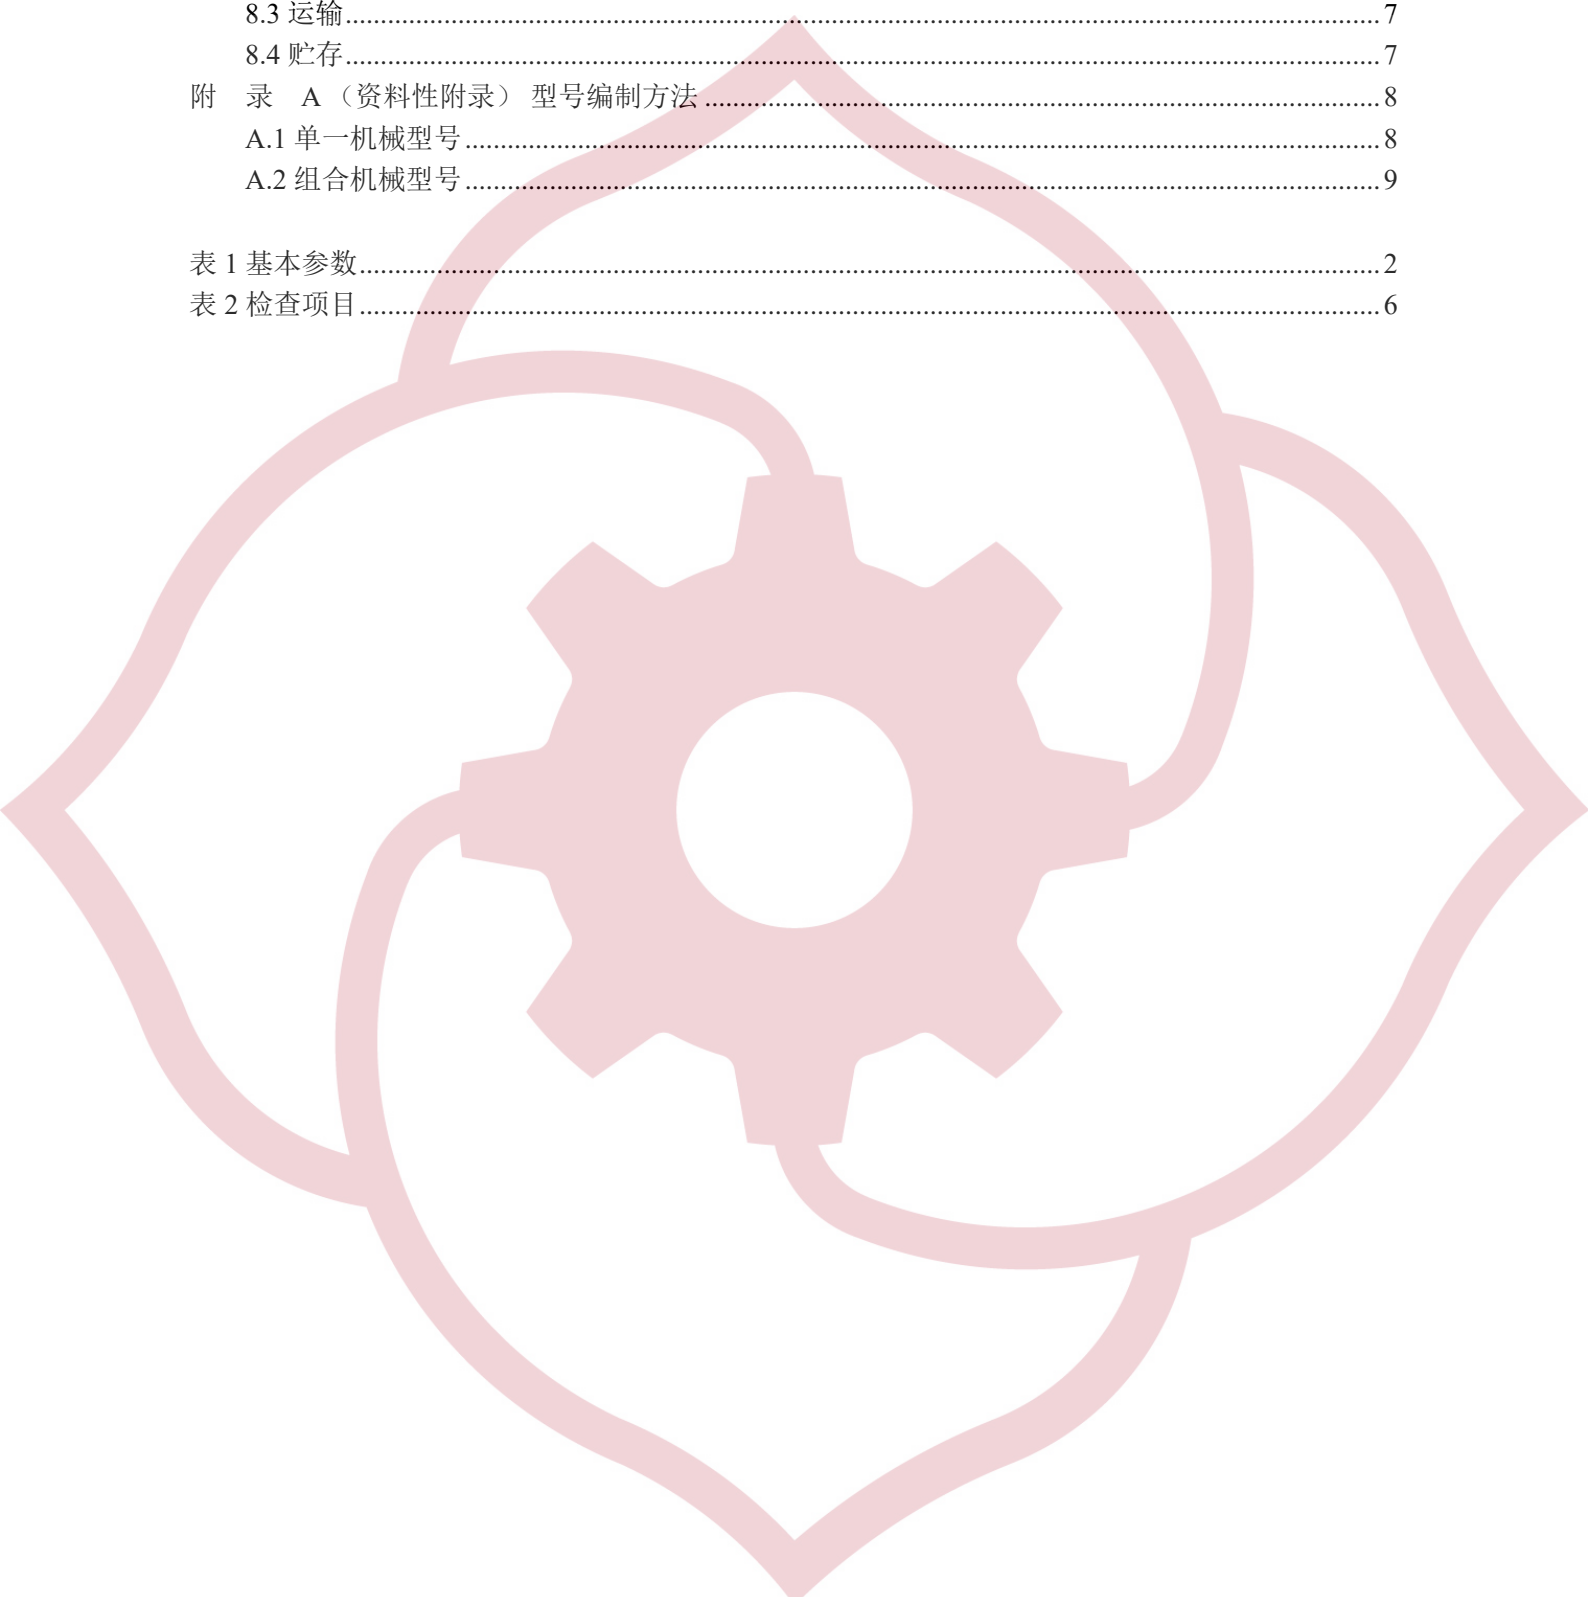 8.3 运输........................................7
8.4 贮存........................................7
附　录　A （资料性附录） 型号编制方法........................................8
A.1 单一机械型号........................................8
A.2 组合机械型号........................................9
表 1 基本参数........................................2
表 2 检查项目........................................6